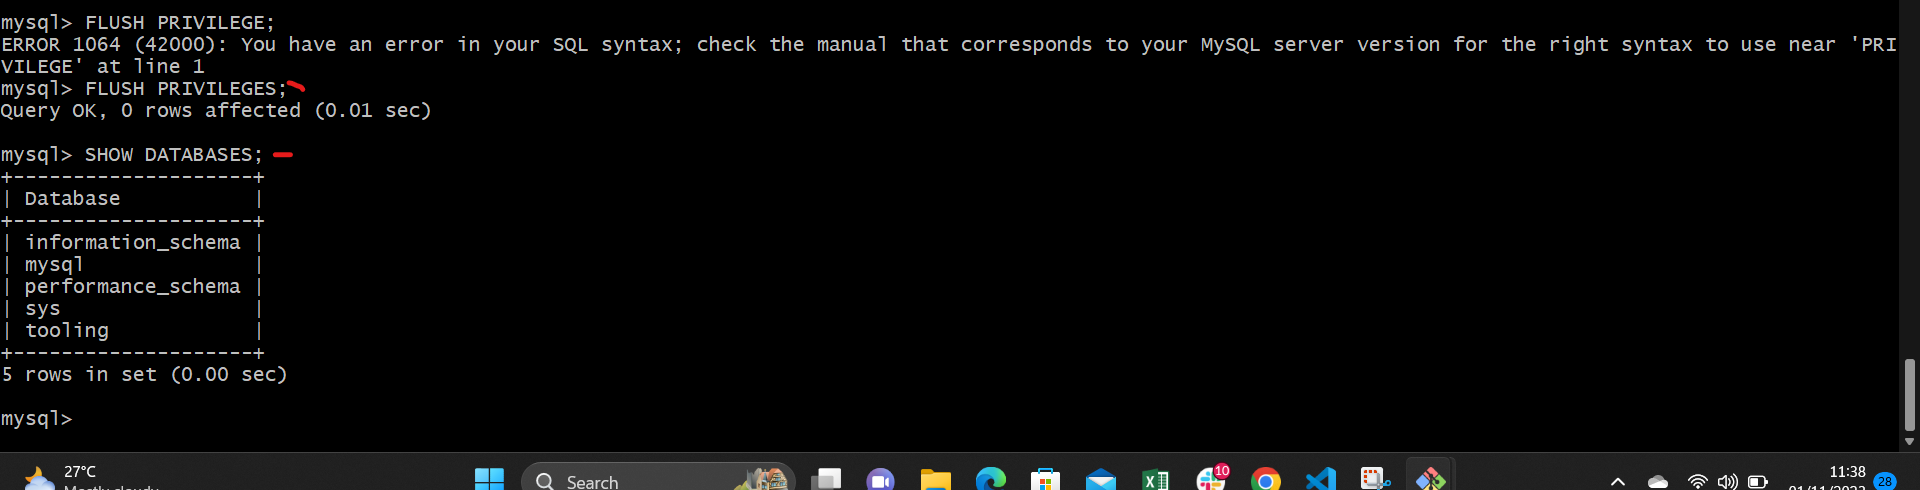 mysql> FLUSH PRIVILEGE;
ERROR 1064 (42000): You have an error in your SQL syntax; check the manual that corresponds to your MySQL server version for the right syntax to use near 'PRI
VILEGE' at line 1
mysql> FLUSH PRIVILEGES;
Query OK, 0 rows affected (0.01 sec)
mysql> SHOW DATABASES;
+--------------------+
| Database           |
+--------------------+
| information_schema |
| mysql              |
| performance_schema |
| sys                |
| tooling            |
+--------------------+
5 rows in set (0.00 sec)
mysql>
27°C
Mostly cloudy
Search
10
11:38
01/11/2023
28